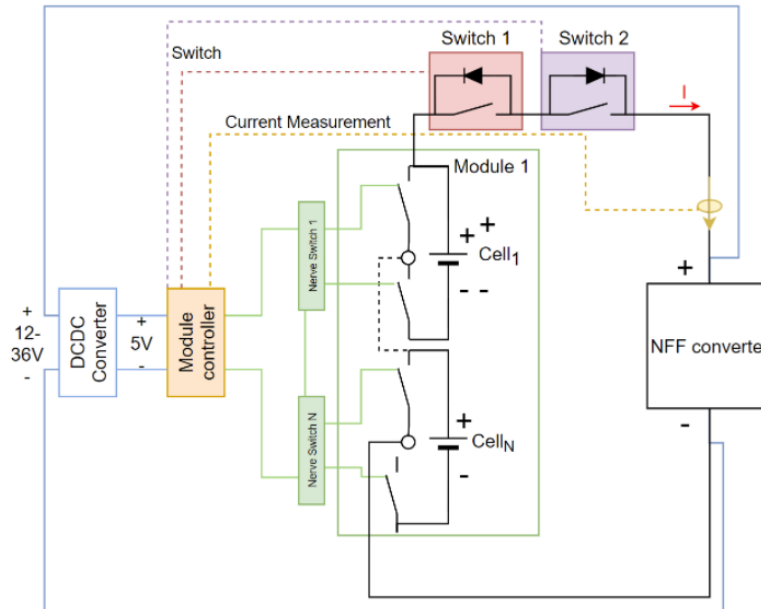 Switch 1
Switch 2
Switch
I
Current Measurement
Module 1
Nerve Switch 1
+ +
Cell1
- -
+
12-
36V
-
DCDC
Converter
+
5V
-
Module
controller
+
NFF converte
-
Nerve Switch N
+
CellN
-